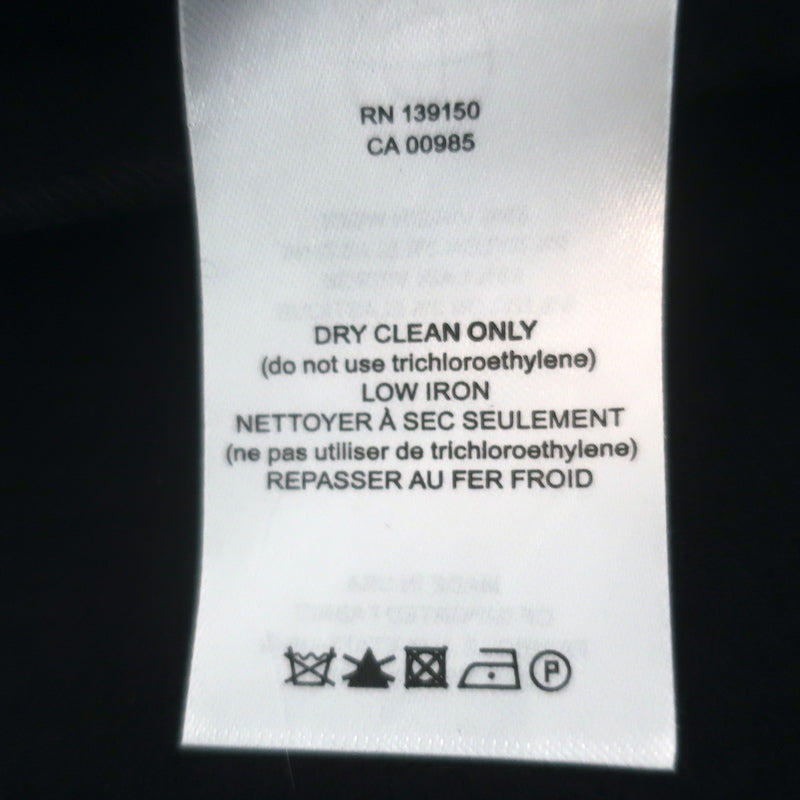 RN 139150
CA 00985
DRY CLEAN ONLY
(do not use trichloroethylene)
LOW IRON
NETTOYER À SEC SEULEMENT
(ne pas utiliser de trichloroethylene)
REPASSER AU FER FROID
P